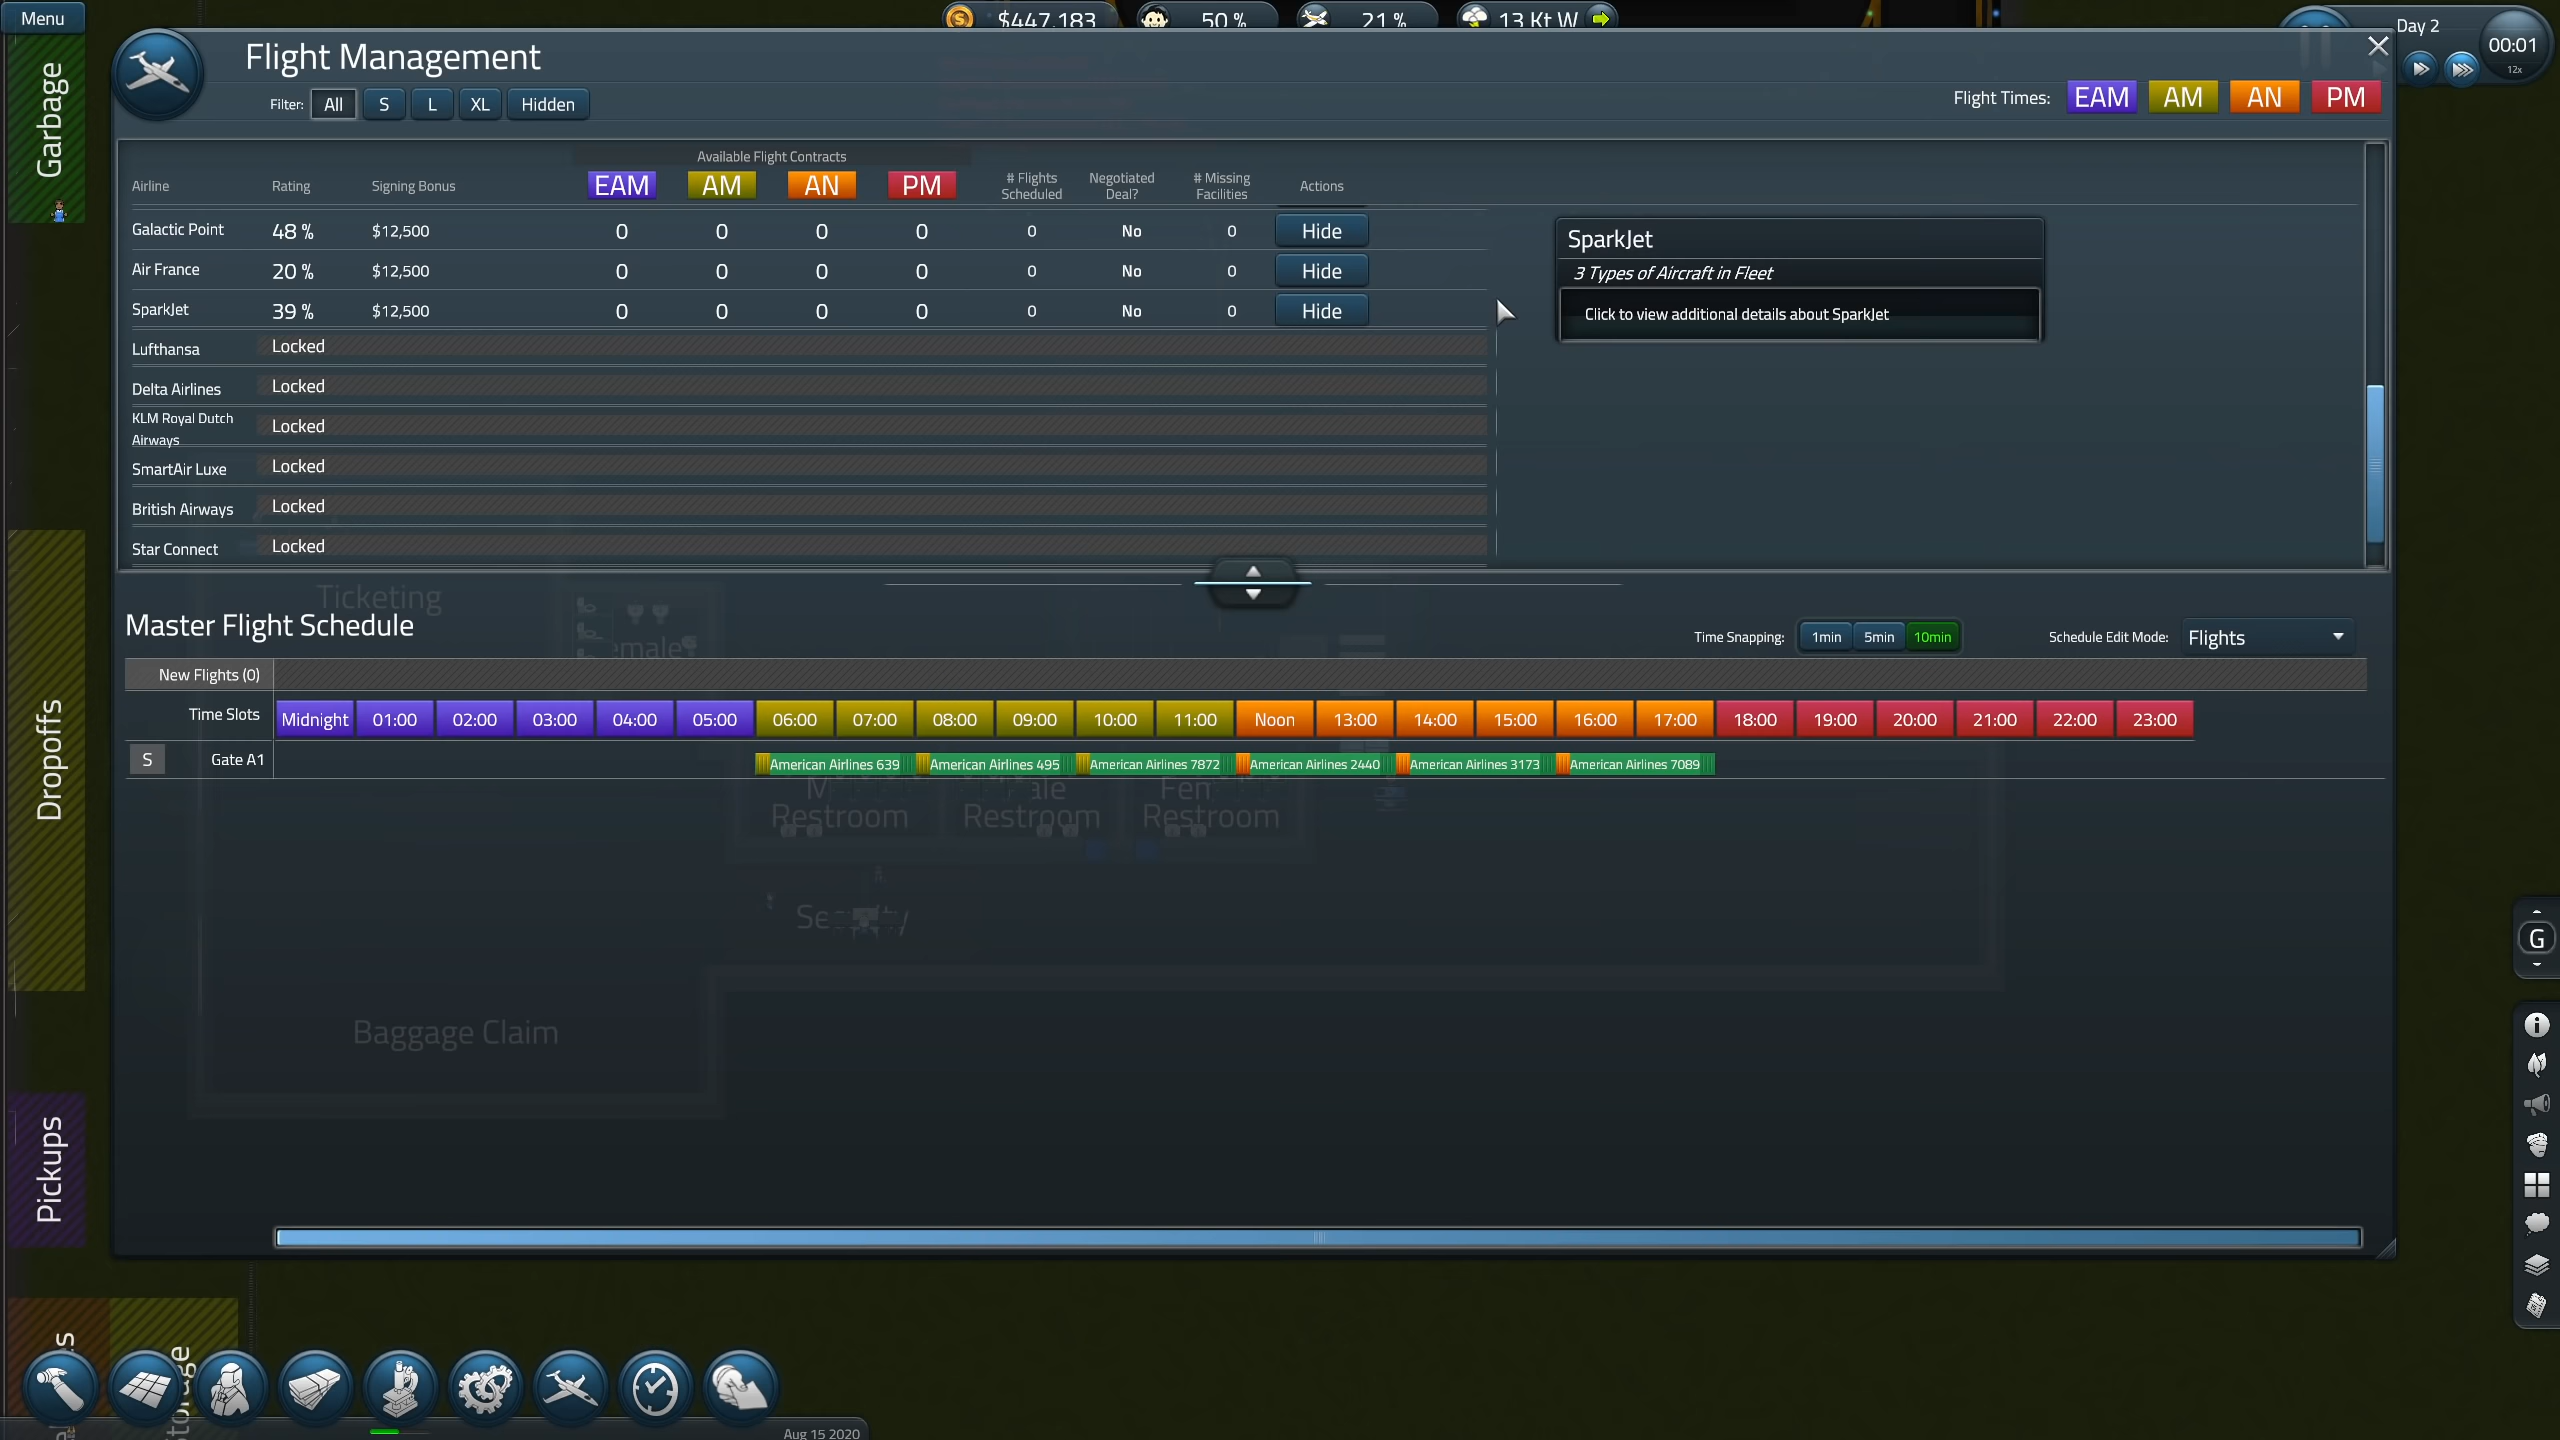 Menu
$447,183
50 %
21 %
13 Kt W
Day 2
00:01
12x
Flight Management
Filter: All S L XL Hidden
Flight Times: EAM AM AN PM
Available Flight Contracts
Airline Rating Signing Bonus EAM AM AN PM # Flights Scheduled Negotiated Deal? # Missing Facilities Actions
Galactic Point 48 % $12,500 0 0 0 0 0 No 0 Hide
Air France 20 % $12,500 0 0 0 0 0 No 0 Hide
SparkJet 39 % $12,500 0 0 0 0 0 No 0 Hide
Lufthansa Locked
Delta Airlines Locked
KLM Royal Dutch Airways Locked
SmartAir Luxe Locked
British Airways Locked
Star Connect Locked
SparkJet
3 Types of Aircraft in Fleet
Click to view additional details about SparkJet
Garbage
Dropoffs
Pickups
Ticketing
Master Flight Schedule
Time Snapping: 1min 5min 10min
Schedule Edit Mode: Flights
New Flights (0)
Time Slots Midnight 01:00 02:00 03:00 04:00 05:00 06:00 07:00 08:00 09:00 10:00 11:00 Noon 13:00 14:00 15:00 16:00 17:00 18:00 19:00 20:00 21:00 22:00 23:00
S Gate A1 American Airlines 639 American Airlines 495 American Airlines 7872 American Airlines 2440 American Airlines 3173 American Airlines 7089
Restroom Restroom Restroom
Security
Baggage Claim
G
Aug 15 2020